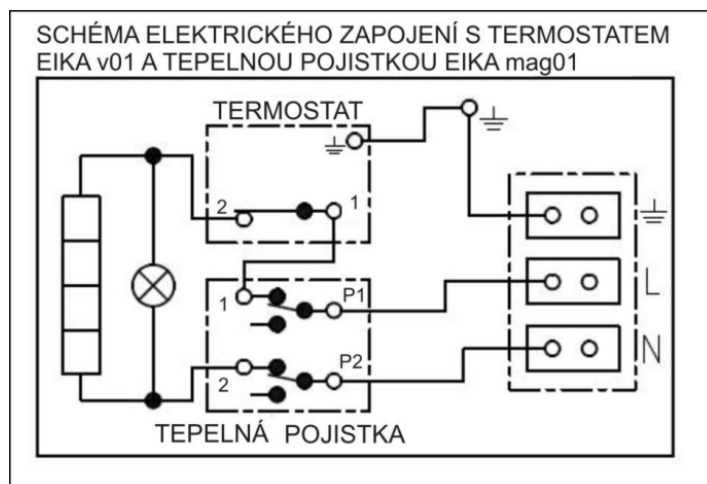 SCHÉMA ELEKTRICKÉHO ZAPOJENÍ S TERMOSTATEM
EIKA v01 A TEPELNOU POJISTKOU EIKA mag01
TERMOSTAT
2
1
1
P1
L
2
P2
N
TEPELNÁ POJISTKA